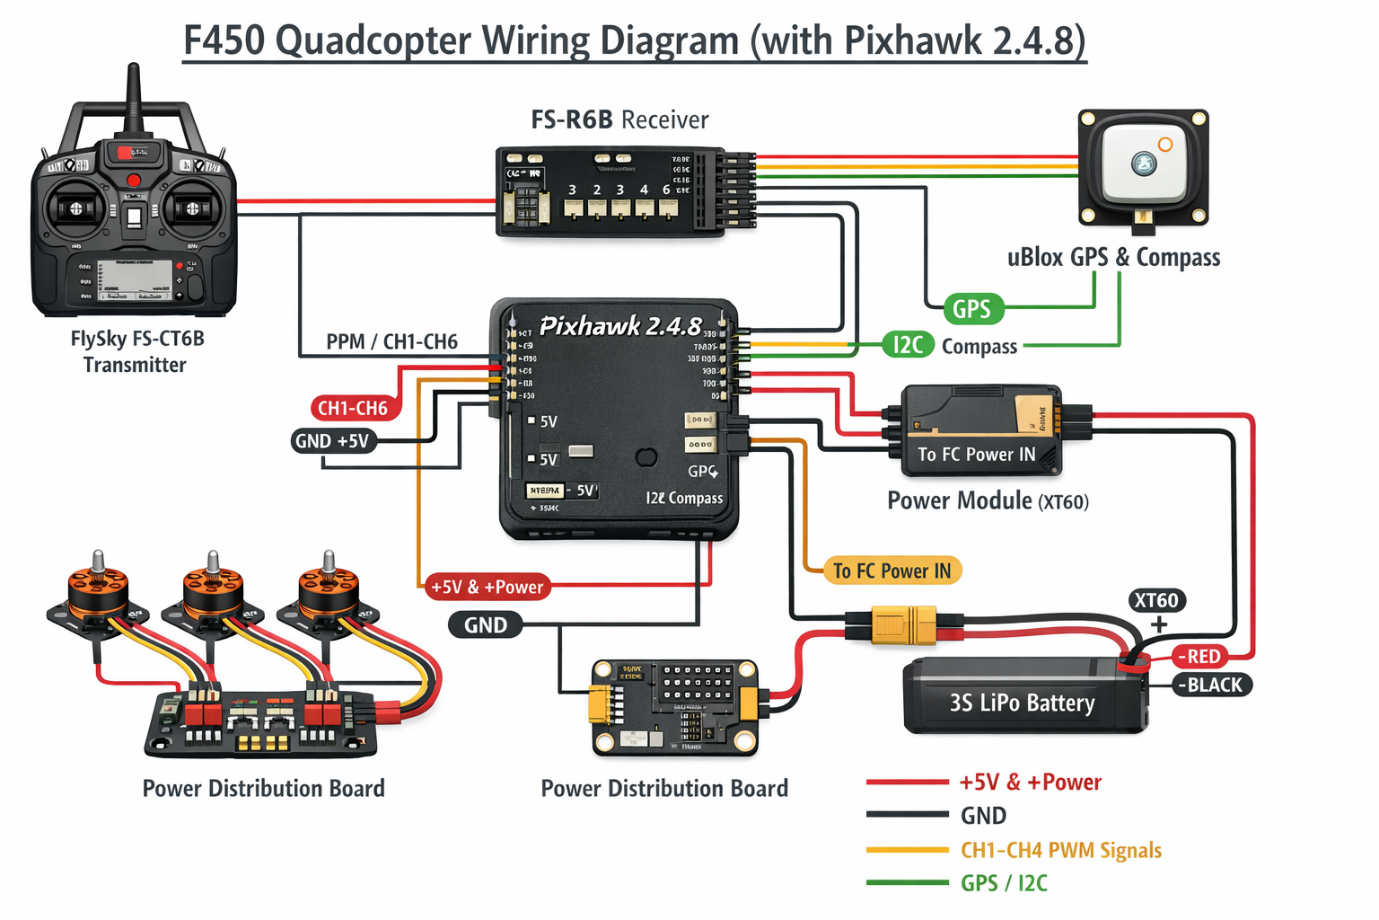 F450 Quadcopter Wiring Diagram (with Pixhawk 2.4.8)
FS-R6B Receiver
3 2 3 4 6
uBlox GPS & Compass
GPS
FlySky FS-CT6B
Transmitter
PPM / CH1-CH6
Pixhawk 2.4.8
I2C Compass
CH1-CH6
GND +5V
5V
5V
5V
GPG
Compass
To FC Power IN
Power Module (XT60)
+5V & +Power
To FC Power IN
GND
XT60
+
-RED
-BLACK
3S LiPo Battery
Power Distribution Board
Power Distribution Board
+5V & +Power
GND
CH1-CH4 PWM Signals
GPS / I2C